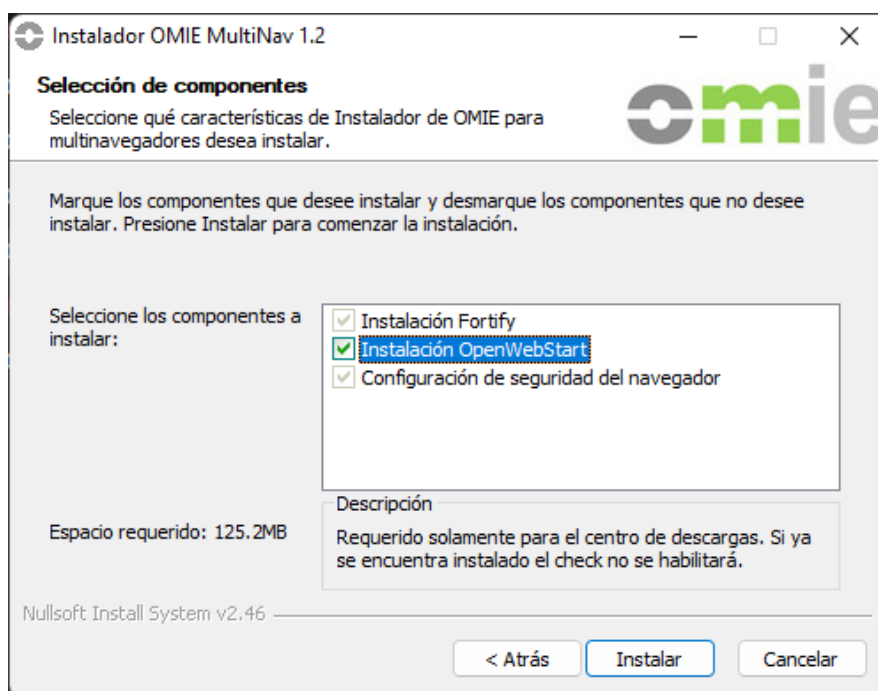 Instalador OMIE MultiNav 1.2
Selección de componentes
Seleccione qué características de Instalador de OMIE para
multinavegadores desea instalar.
omie
Marque los componentes que desee instalar y desmarque los componentes que no desee
instalar. Presione Instalar para comenzar la instalación.
Seleccione los componentes a
instalar:
Instalación Fortify
Instalación OpenWebStart
Configuración de seguridad del navegador
Espacio requerido: 125.2MB
Descripción
Requerido solamente para el centro de descargas. Si ya
se encuentra instalado el check no se habilitará.
Nullsoft Install System v2.46
< Atrás
Instalar
Cancelar